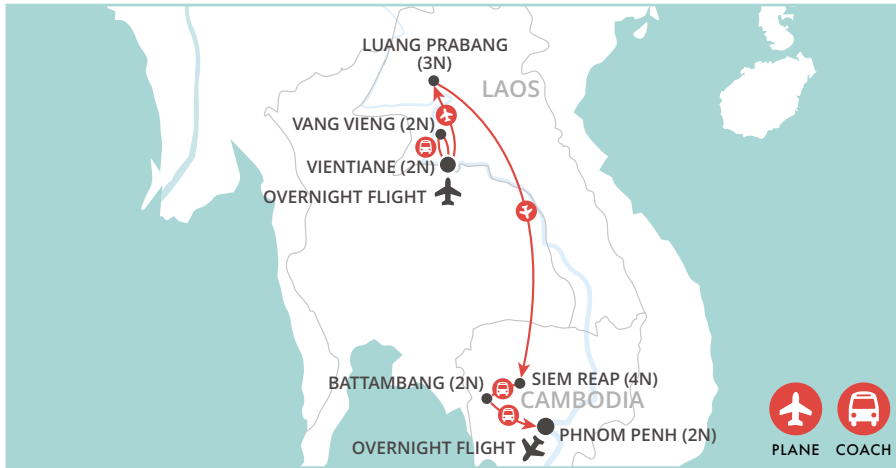 LUANG PRABANG
(3N)
LAOS
VANG VIENG (2N)
VIENTIANE (2N)
OVERNIGHT FLIGHT
SIEM REAP (4N)
BATTAMBANG (2N)
CAMBODIA
PHNOM PENH (2N)
OVERNIGHT FLIGHT
PLANE COACH